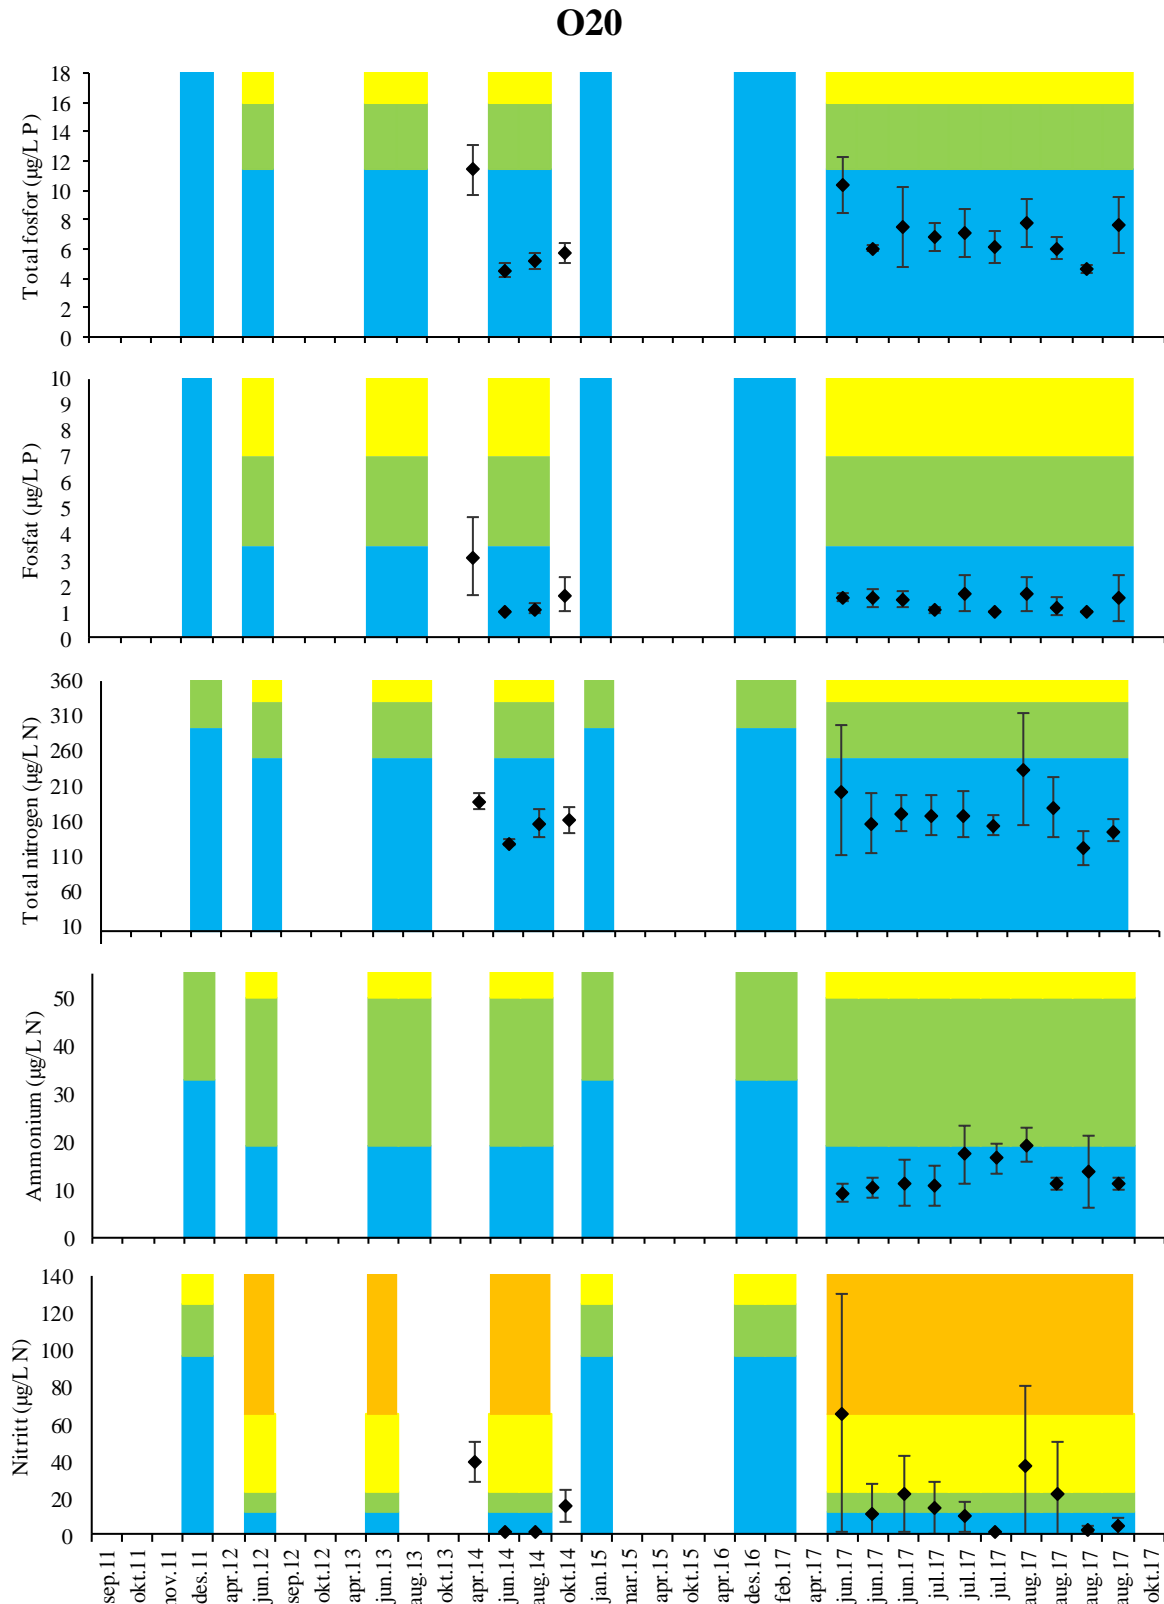 O20
Total fosfor (µg/L P)
18
16
14
12
10
8
6
4
2
0
Fosfat (µg/L P)
10
9
8
7
6
5
4
3
2
1
0
Total nitrogen (µg/L N)
360
310
260
210
160
110
60
10
Ammonium (µg/L N)
50
40
30
20
10
0
Nitritt (µg/L N)
140
120
100
80
60
40
20
0
sep.11
okt.11
nov.11
des.11
apr.12
jun.12
sep.12
okt.12
apr.13
jun.13
aug.13
okt.13
apr.14
jun.14
aug.14
okt.14
jan.15
mar.15
apr.15
okt.15
apr.16
des.16
feb.17
apr.17
jun.17
jun.17
jun.17
jul.17
jul.17
jul.17
aug.17
aug.17
aug.17
aug.17
okt.17